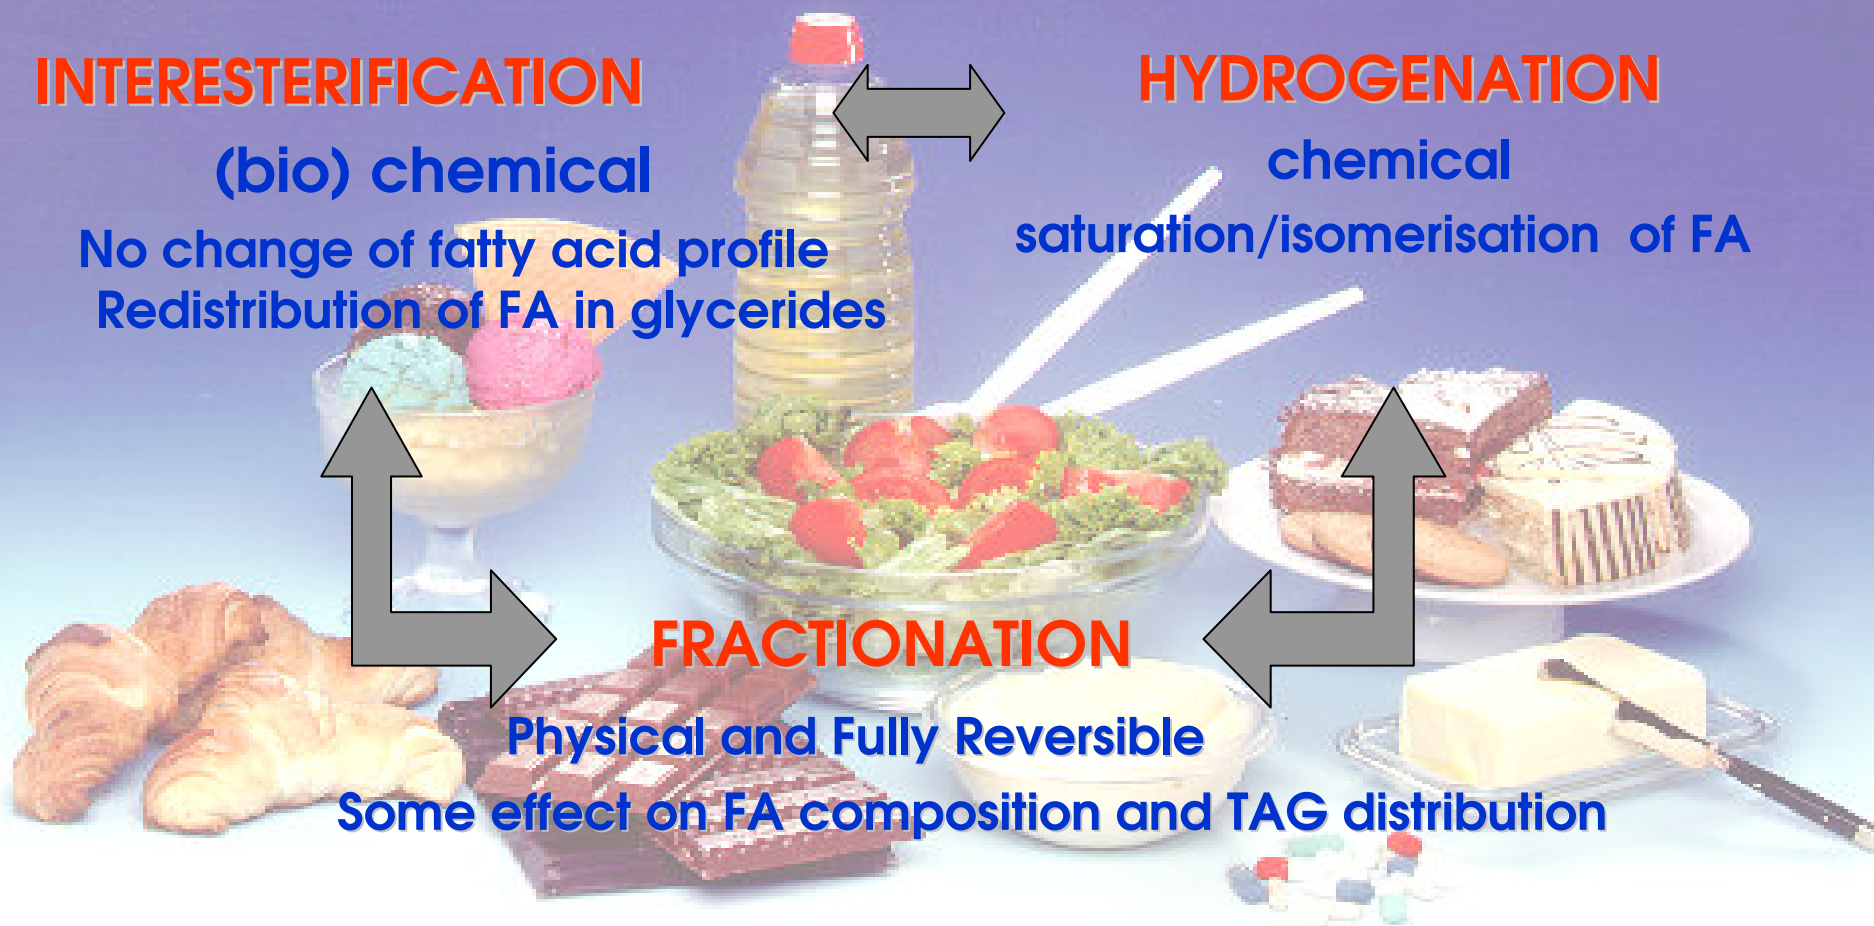 INTERESTERIFICATION
(bio) chemical
No change of fatty acid profile
Redistribution of FA in glycerides
HYDROGENATION
chemical
saturation/isomerisation of FA
FRACTIONATION
Physical and Fully Reversible
Some effect on FA composition and TAG distribution